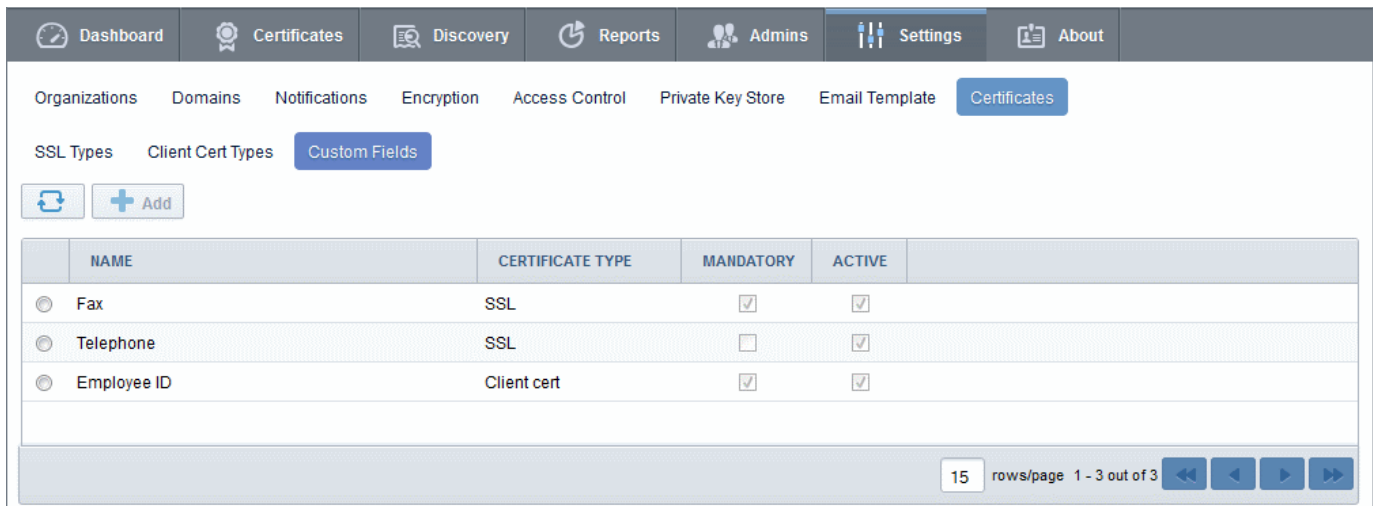 Dashboard Certificates Discovery Reports Admins Settings About
Organizations Domains Notifications Encryption Access Control Private Key Store Email Template Certificates
SSL Types Client Cert Types Custom Fields
Add
NAME CERTIFICATE TYPE MANDATORY ACTIVE
Fax SSL
Telephone SSL
Employee ID Client cert
15 rows/page 1 - 3 out of 3